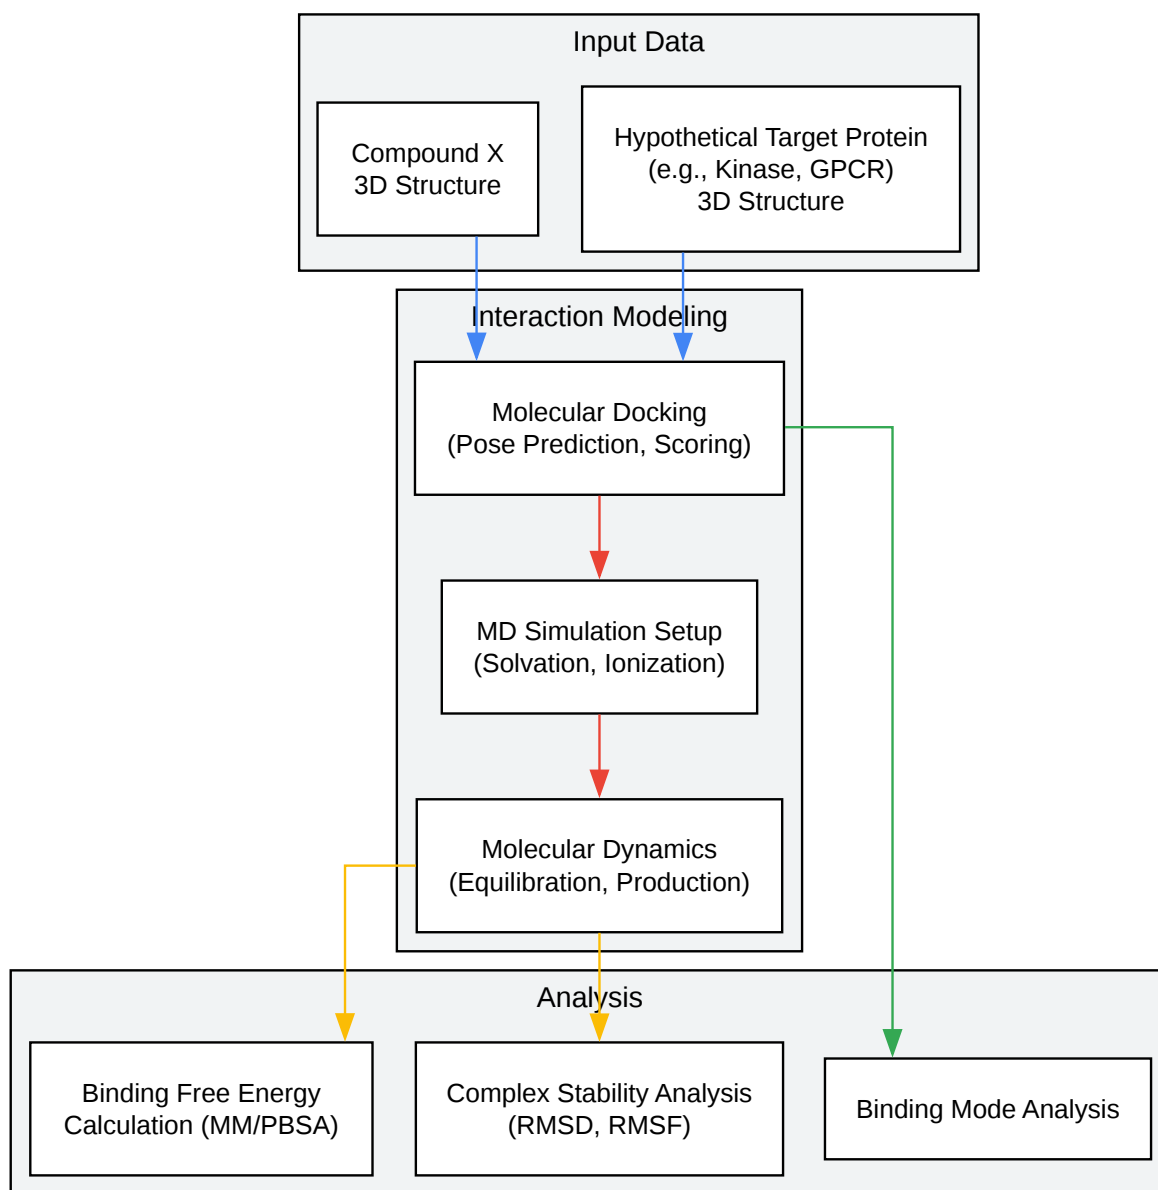 Input Data
Compound X
3D Structure
Hypothetical Target Protein
(e.g., Kinase, GPCR)
3D Structure
Interaction Modeling
Molecular Docking
(Pose Prediction, Scoring)
MD Simulation Setup
(Solvation, Ionization)
Molecular Dynamics
(Equilibration, Production)
Analysis
Binding Free Energy
Calculation (MM/PBSA)
Complex Stability Analysis
(RMSD, RMSF)
Binding Mode Analysis